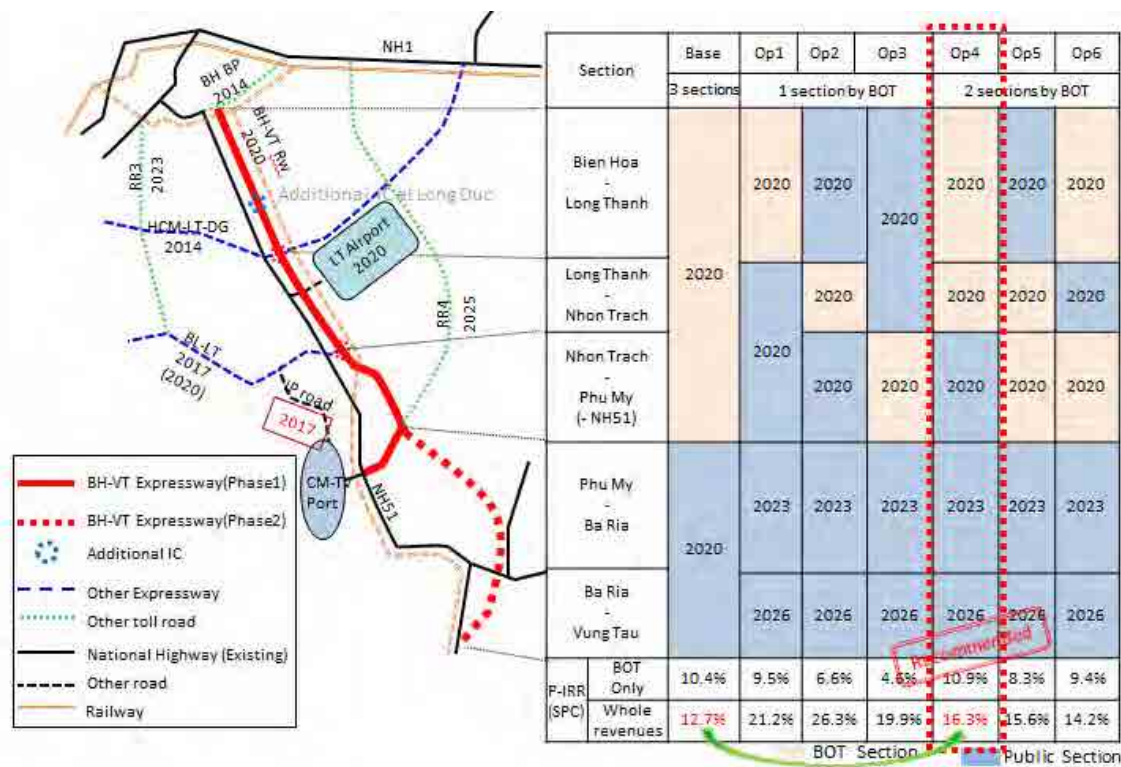 NH1
BH BP
2014
BH-VT Rw
2020
RR3
2023
Additional IC at Long Duc
HCM-LT-DG
2014
LT Airport
2020
RR4
2025
BL-LT
2017
(2020)
IP road
2017
CM-TV
Port
NH51
BH-VT Expressway(Phase1)
BH-VT Expressway(Phase2)
Additional IC
Other Expressway
Other toll road
National Highway (Existing)
Other road
Railway
Section Base Op1 Op2 Op3 Op4 Op5 Op6
3 sections 1 section by BOT 2 sections by BOT
Bien Hoa
-
Long Thanh
2020 2020 2020 2020 2020
2020
Long Thanh
-
Nhon Trach
2020 2020 2020 2020 2020
Nhon Trach
-
Phu My
(- NH51)
2020 2020 2020 2020 2020 2020
Phu My
-
Ba Ria
2020 2023 2023 2023 2023 2023 2023
Ba Ria
-
Vung Tau
2026 2026 2026 2026 2026 2026
Recommended
P-IRR
(SPC)
BOT
Only
10.4% 9.5% 6.6% 4.6% 10.9% 8.3% 9.4%
Whole
revenues
12.7% 21.2% 26.3% 19.9% 16.3% 15.6% 14.2%
BOT Section Public Section